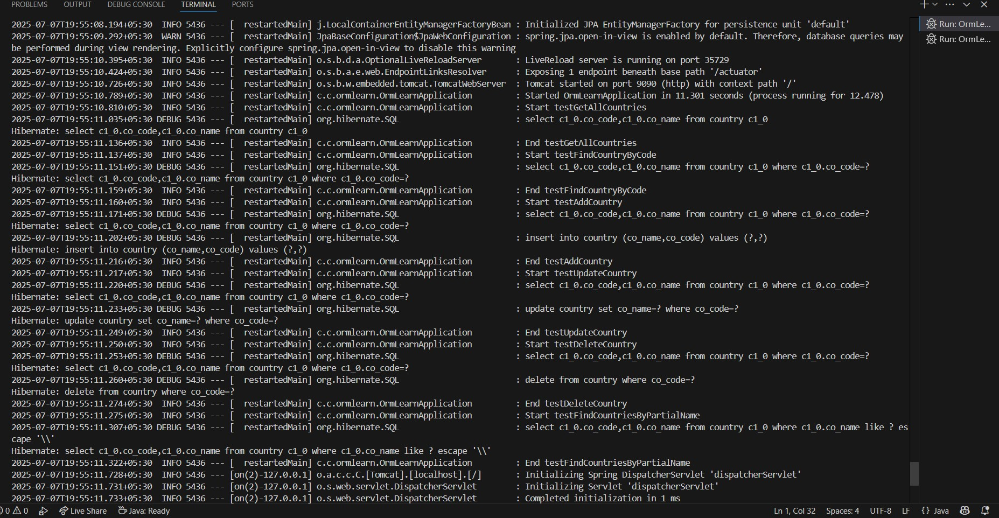 PROBLEMS OUTPUT DEBUG CONSOLE TERMINAL PORTS
2025-07-07T19:55:08.194+05:30  INFO 5436 --- [  restartedMain] j.LocalContainerEntityManagerFactoryBean : Initialized JPA EntityManagerFactory for persistence unit 'default'
2025-07-07T19:55:09.292+05:30  WARN 5436 --- [  restartedMain] JpaBaseConfiguration$JpaWebConfiguration : spring.jpa.open-in-view is enabled by default. Therefore, database queries may
be performed during view rendering. Explicitly configure spring.jpa.open-in-view to disable this warning
2025-07-07T19:55:10.395+05:30  INFO 5436 --- [  restartedMain] o.s.b.d.a.OptionalLiveReloadServer       : LiveReload server is running on port 35729
2025-07-07T19:55:10.424+05:30  INFO 5436 --- [  restartedMain] o.s.b.a.e.web.EndpointLinksResolver      : Exposing 1 endpoint beneath base path '/actuator'
2025-07-07T19:55:10.726+05:30  INFO 5436 --- [  restartedMain] o.s.b.w.embedded.tomcat.TomcatWebServer  : Tomcat started on port 9090 (http) with context path '/'
2025-07-07T19:55:10.789+05:30  INFO 5436 --- [  restartedMain] c.c.ormlearn.OrmLearnApplication         : Started OrmLearnApplication in 11.301 seconds (process running for 12.478)
2025-07-07T19:55:10.810+05:30  INFO 5436 --- [  restartedMain] c.c.ormlearn.OrmLearnApplication         : Start testGetAllCountries
2025-07-07T19:55:11.035+05:30 DEBUG 5436 --- [  restartedMain] org.hibernate.SQL                        : select c1_0.co_code,c1_0.co_name from country c1_0
Hibernate: select c1_0.co_code,c1_0.co_name from country c1_0
2025-07-07T19:55:11.136+05:30  INFO 5436 --- [  restartedMain] c.c.ormlearn.OrmLearnApplication         : End testGetAllCountries
2025-07-07T19:55:11.137+05:30  INFO 5436 --- [  restartedMain] c.c.ormlearn.OrmLearnApplication         : Start testFindCountryByCode
2025-07-07T19:55:11.151+05:30 DEBUG 5436 --- [  restartedMain] org.hibernate.SQL                        : select c1_0.co_code,c1_0.co_name from country c1_0 where c1_0.co_code=?
Hibernate: select c1_0.co_code,c1_0.co_name from country c1_0 where c1_0.co_code=?
2025-07-07T19:55:11.159+05:30  INFO 5436 --- [  restartedMain] c.c.ormlearn.OrmLearnApplication         : End testFindCountryByCode
2025-07-07T19:55:11.160+05:30  INFO 5436 --- [  restartedMain] c.c.ormlearn.OrmLearnApplication         : Start testAddCountry
2025-07-07T19:55:11.171+05:30 DEBUG 5436 --- [  restartedMain] org.hibernate.SQL                        : select c1_0.co_code,c1_0.co_name from country c1_0 where c1_0.co_code=?
Hibernate: select c1_0.co_code,c1_0.co_name from country c1_0 where c1_0.co_code=?
2025-07-07T19:55:11.202+05:30 DEBUG 5436 --- [  restartedMain] org.hibernate.SQL                        : insert into country (co_name,co_code) values (?,?)
Hibernate: insert into country (co_name,co_code) values (?,?)
2025-07-07T19:55:11.216+05:30  INFO 5436 --- [  restartedMain] c.c.ormlearn.OrmLearnApplication         : End testAddCountry
2025-07-07T19:55:11.217+05:30  INFO 5436 --- [  restartedMain] c.c.ormlearn.OrmLearnApplication         : Start testUpdateCountry
2025-07-07T19:55:11.220+05:30 DEBUG 5436 --- [  restartedMain] org.hibernate.SQL                        : select c1_0.co_code,c1_0.co_name from country c1_0 where c1_0.co_code=?
Hibernate: select c1_0.co_code,c1_0.co_name from country c1_0 where c1_0.co_code=?
2025-07-07T19:55:11.233+05:30 DEBUG 5436 --- [  restartedMain] org.hibernate.SQL                        : update country set co_name=? where co_code=?
Hibernate: update country set co_name=? where co_code=?
2025-07-07T19:55:11.249+05:30  INFO 5436 --- [  restartedMain] c.c.ormlearn.OrmLearnApplication         : End testUpdateCountry
2025-07-07T19:55:11.250+05:30  INFO 5436 --- [  restartedMain] c.c.ormlearn.OrmLearnApplication         : Start testDeleteCountry
2025-07-07T19:55:11.253+05:30 DEBUG 5436 --- [  restartedMain] org.hibernate.SQL                        : select c1_0.co_code,c1_0.co_name from country c1_0 where c1_0.co_code=?
Hibernate: select c1_0.co_code,c1_0.co_name from country c1_0 where c1_0.co_code=?
2025-07-07T19:55:11.260+05:30 DEBUG 5436 --- [  restartedMain] org.hibernate.SQL                        : delete from country where co_code=?
Hibernate: delete from country where co_code=?
2025-07-07T19:55:11.274+05:30  INFO 5436 --- [  restartedMain] c.c.ormlearn.OrmLearnApplication         : End testDeleteCountry
2025-07-07T19:55:11.275+05:30  INFO 5436 --- [  restartedMain] c.c.ormlearn.OrmLearnApplication         : Start testFindCountriesByPartialName
2025-07-07T19:55:11.307+05:30 DEBUG 5436 --- [  restartedMain] org.hibernate.SQL                        : select c1_0.co_code,c1_0.co_name from country c1_0 where c1_0.co_name like ? es
cape '\\'
Hibernate: select c1_0.co_code,c1_0.co_name from country c1_0 where c1_0.co_name like ? escape '\\'
2025-07-07T19:55:11.322+05:30  INFO 5436 --- [  restartedMain] c.c.ormlearn.OrmLearnApplication         : End testFindCountriesByPartialName
2025-07-07T19:55:11.728+05:30  INFO 5436 --- [on(2)-127.0.0.1] o.a.c.c.C.[Tomcat].[localhost].[/]       : Initializing Spring DispatcherServlet 'dispatcherServlet'
2025-07-07T19:55:11.731+05:30  INFO 5436 --- [on(2)-127.0.0.1] o.s.web.servlet.DispatcherServlet        : Initializing Servlet 'dispatcherServlet'
2025-07-07T19:55:11.733+05:30  INFO 5436 --- [on(2)-127.0.0.1] o.s.web.servlet.DispatcherServlet        : Completed initialization in 1 ms
Run: OrmLe...
Run: OrmLe...
0 0 Live Share Java: Ready Ln 1, Col 32 Spaces: 4 UTF-8 LF {} Java